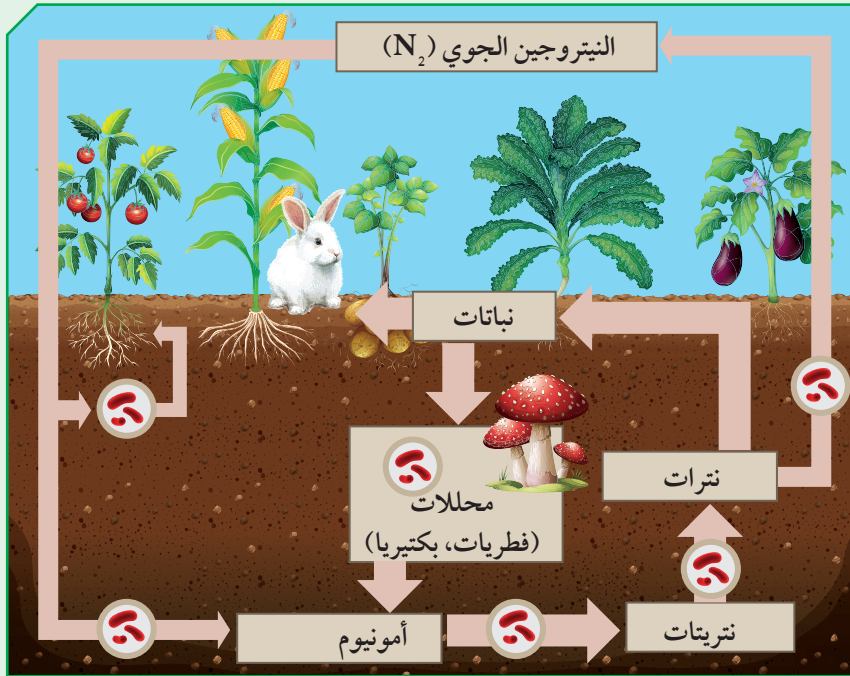 النيتروجين الجوي (N₂)
نباتات
محللات
(فطريات، بكتيريا)
نترات
أمونيوم
نتريتات